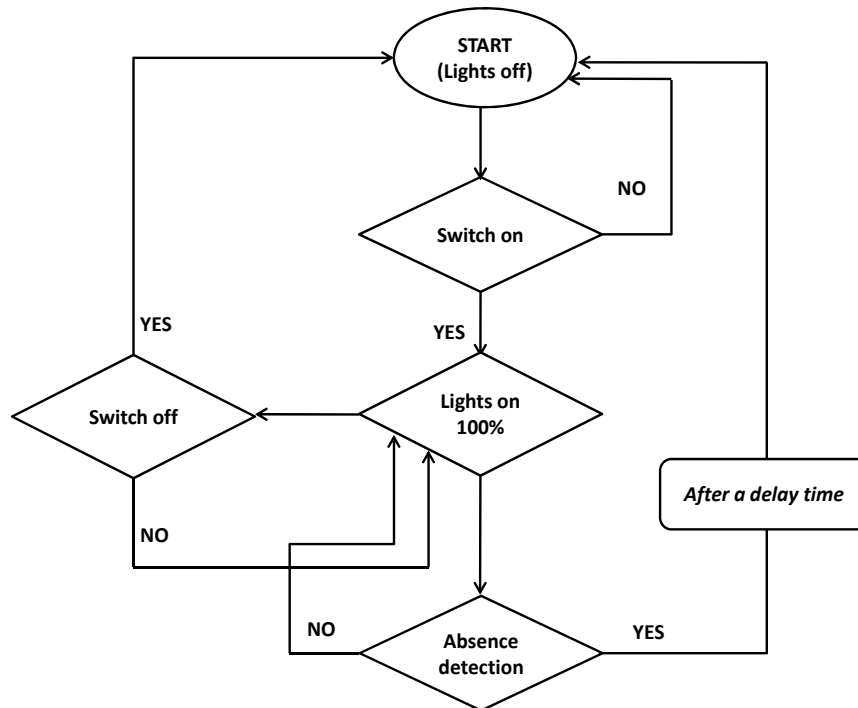 START
(Lights off)
NO
Switch on
YES
YES
Switch off
Lights on
100%
After a delay time
NO
NO
YES
Absence
detection